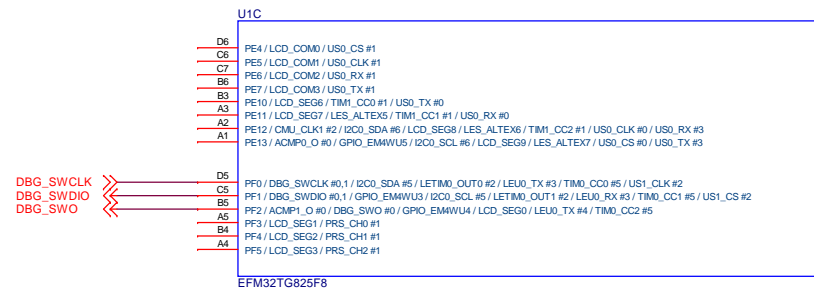 U1C
D6 PE4 / LCD_COM0 / US0_CS #1
C6 PE5 / LCD_COM1 / US0_CLK #1
C7 PE6 / LCD_COM2 / US0_RX #1
B6 PE7 / LCD_COM3 / US0_TX #1
B3 PE10 / LCD_SEG6 / TIM1_CC0 #1 / US0_TX #0
A3 PE11 / LCD_SEG7 / LES_ALTEX5 / TIM1_CC1 #1 / US0_RX #0
A2 PE12 / CMU_CLK1 #2 / I2C0_SDA #6 / LCD_SEG8 / LES_ALTEX6 / TIM1_CC2 #1 / US0_CLK #0 / US0_RX #3
A1 PE13 / ACMP0_O #0 / GPIO_EM4WU5 / I2C0_SCL #6 / LCD_SEG9 / LES_ALTEX7 / US0_CS #0 / US0_TX #3
DBG_SWCLK D5 PF0 / DBG_SWCLK #0,1 / I2C0_SDA #5 / LETIM0_OUT0 #2 / LEU0_TX #3 / TIM0_CC0 #5 / US1_CLK #2
DBG_SWDIO C5 PF1 / DBG_SWDIO #0,1 / GPIO_EM4WU3 / I2C0_SCL #5 / LETIM0_OUT1 #2 / LEU0_RX #3 / TIM0_CC1 #5 / US1_CS #2
DBG_SWO B5 PF2 / ACMP1_O #0 / DBG_SWO #0 / GPIO_EM4WU4 / LCD_SEG0 / LEU0_TX #4 / TIM0_CC2 #5
A5 PF3 / LCD_SEG1 / PRS_CH0 #1
B4 PF4 / LCD_SEG2 / PRS_CH1 #1
A4 PF5 / LCD_SEG3 / PRS_CH2 #1
EFM32TG825F8